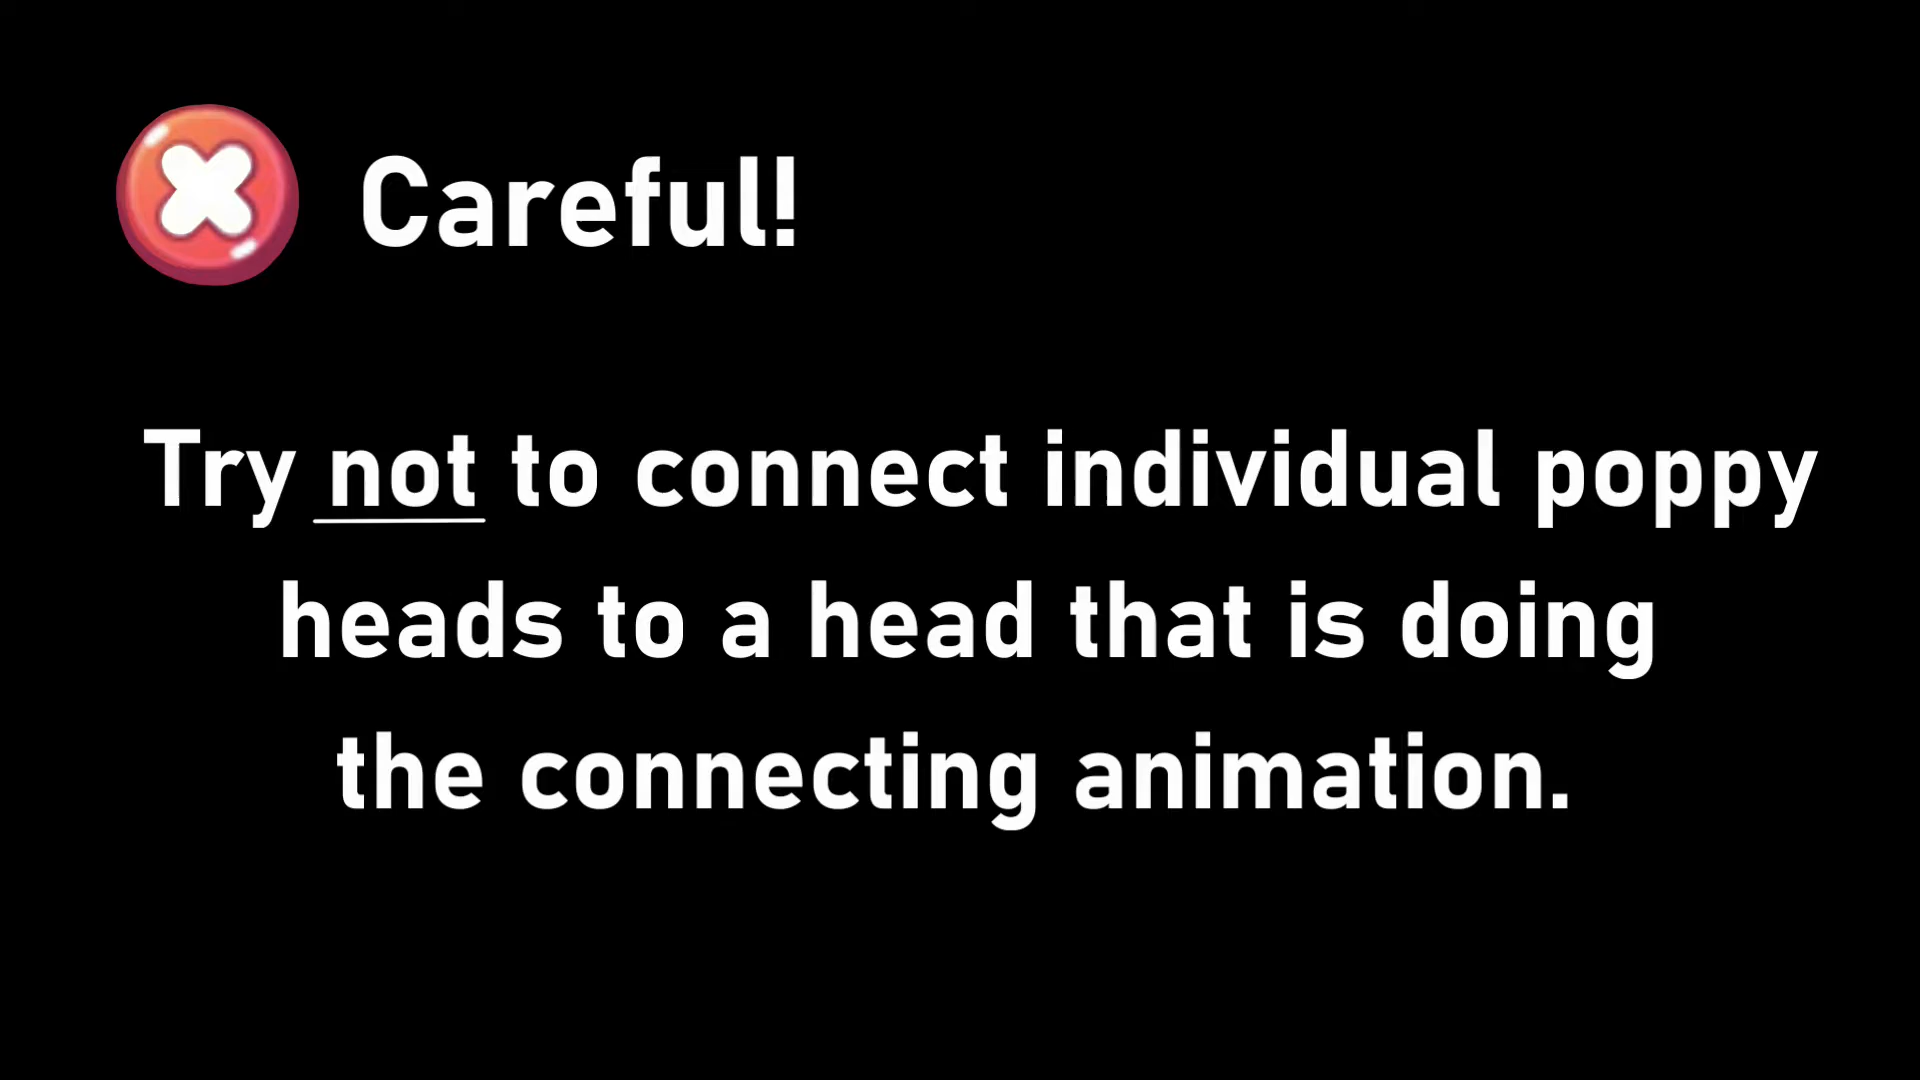 Careful!
Try not to connect individual poppy
heads to a head that is doing
the connecting animation.